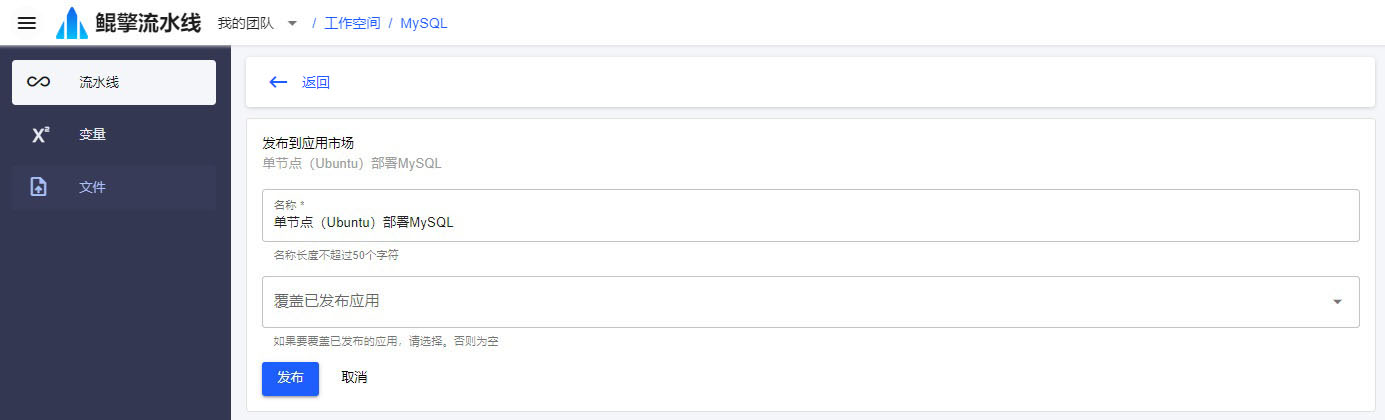 鲲擎流水线 我的团队 / 工作空间 / MySQL
流水线
变量
文件
返回
发布到应用市场
单节点（Ubuntu）部署MySQL
名称 *
单节点（Ubuntu）部署MySQL
名称长度不超过50个字符
覆盖已发布应用
如果要覆盖已发布的应用，请选择。否则为空
发布 取消